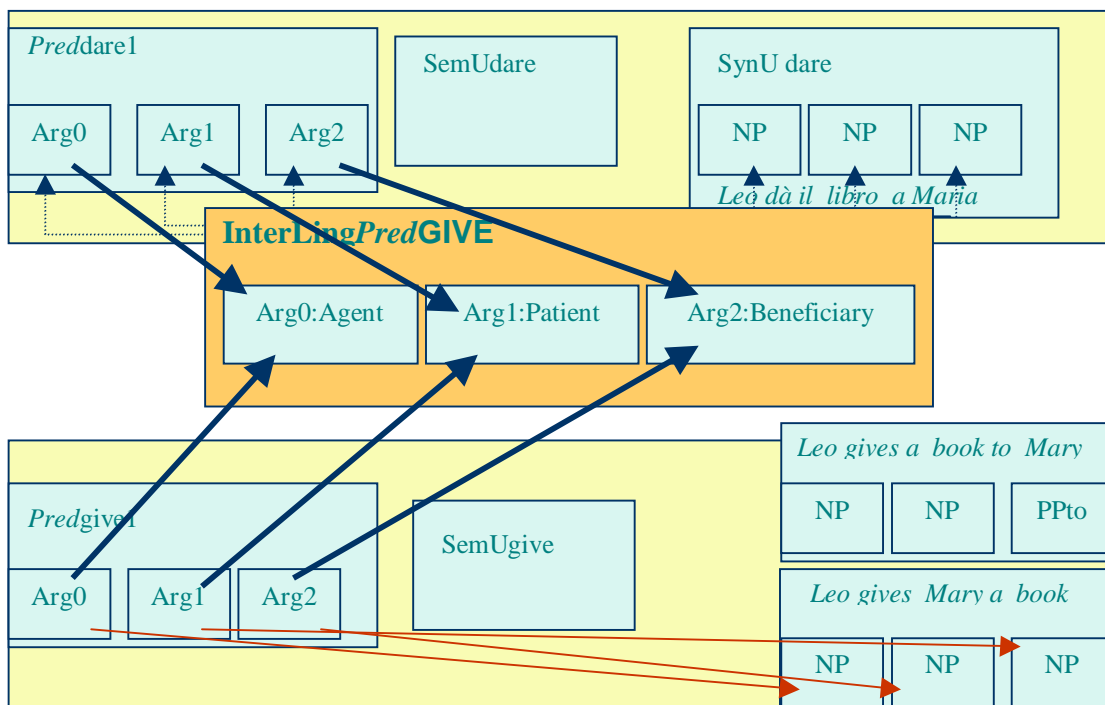 Preddare1
SemUdare
SynU dare
Arg0 Arg1 Arg2
NP NP NP
Leo dà il libro a Maria
InterLingPredGIVE
Arg0:Agent Arg1:Patient Arg2:Beneficiary
Leo gives a book to Mary
NP NP PPto
Predgive1
SemUgive
Arg0 Arg1 Arg2
Leo gives Mary a book
NP NP NP